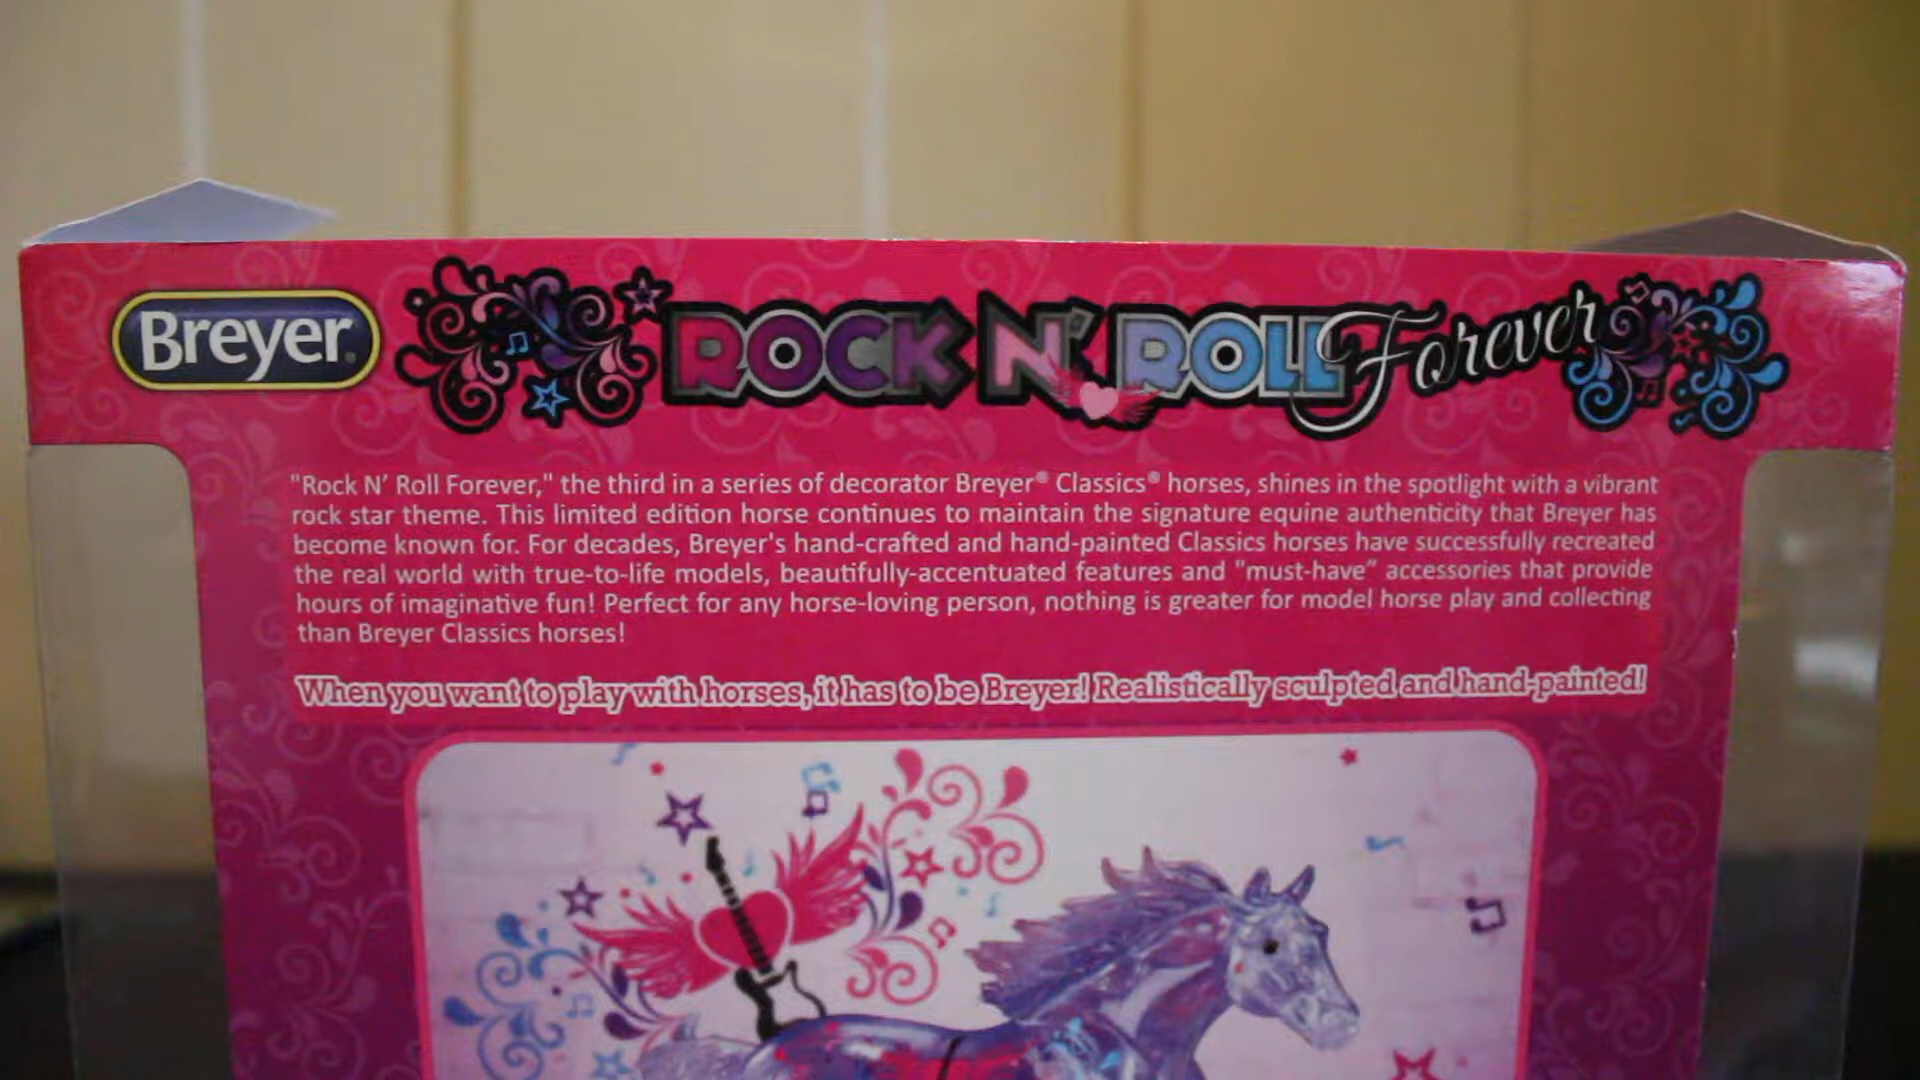 Breyer
ROCK N' ROLL Forever
"Rock N' Roll Forever," the third in a series of decorator Breyer® Classics® horses, shines in the spotlight with a vibrant
rock star theme. This limited edition horse continues to maintain the signature equine authenticity that Breyer has
become known for. For decades, Breyer's hand-crafted and hand-painted Classics horses have successfully recreated
the real world with true-to-life models, beautifully-accentuated features and "must-have" accessories that provide
hours of imaginative fun! Perfect for any horse-loving person, nothing is greater for model horse play and collecting
than Breyer Classics horses!
When you want to play with horses, it has to be Breyer! Realistically sculpted and hand-painted!